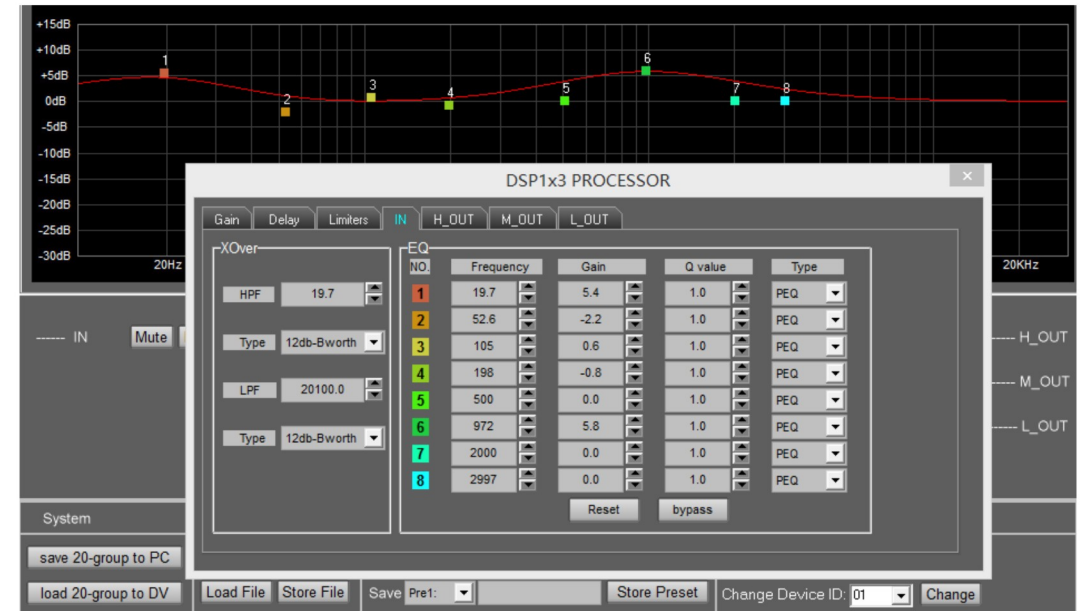 +15dB
+10dB
+5dB
0dB
-5dB
-10dB
-15dB
-20dB
-25dB
-30dB
1 2 3 4 5 6 7 8
20Hz 20KHz
DSP1x3 PROCESSOR
Gain Delay Limiters IN H_OUT M_OUT L_OUT
XOver
HPF 19.7
Type 12db-Bworth
LPF 20100.0
Type 12db-Bworth
EQ
NO. Frequency Gain Q value Type
1 19.7 5.4 1.0 PEQ
2 52.6 -2.2 1.0 PEQ
3 105 0.6 1.0 PEQ
4 198 -0.8 1.0 PEQ
5 500 0.0 1.0 PEQ
6 972 5.8 1.0 PEQ
7 2000 0.0 1.0 PEQ
8 2997 0.0 1.0 PEQ
Reset bypass
IN Mute
H_OUT
M_OUT
L_OUT
System
save 20-group to PC
load 20-group to DV Load File Store File Save Pre1: Store Preset Change Device ID: 01 Change